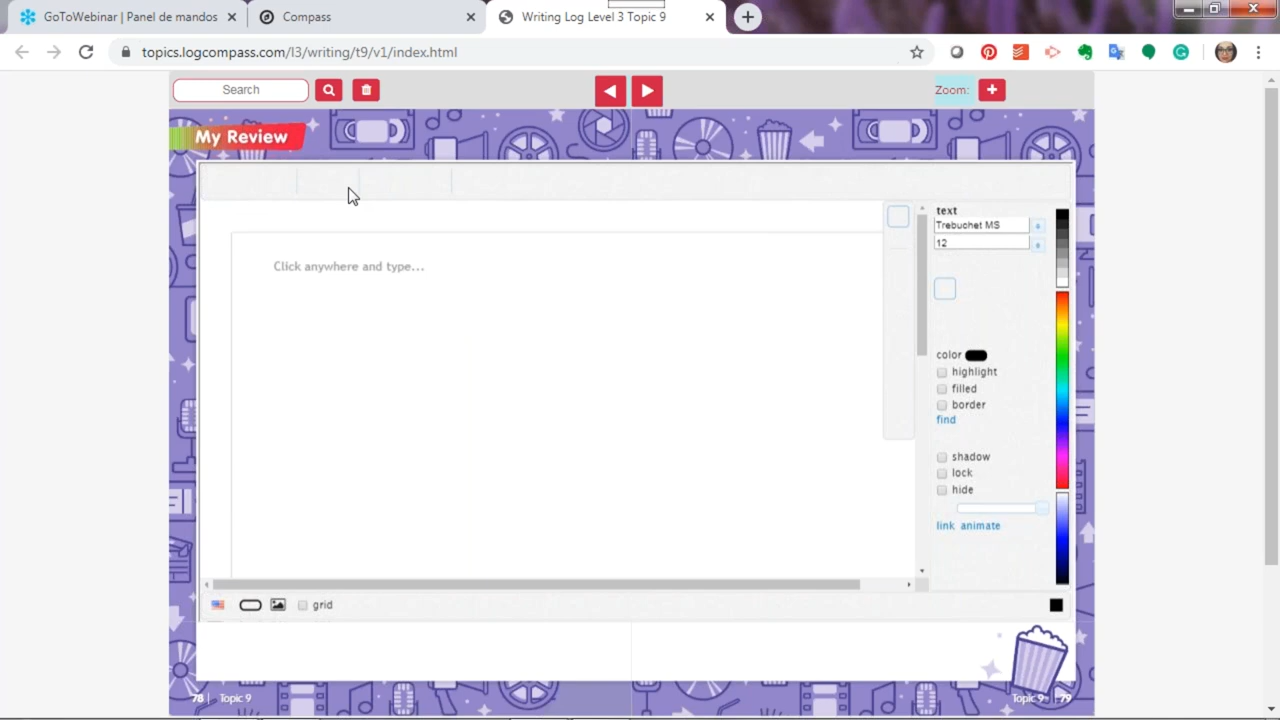 GoToWebinar | Panel de mandos
Compass
Writing Log Level 3 Topic 9
topics.logcompass.com/l3/writing/t9/v1/index.html
Search
Zoom:
My Review
text
Trebuchet MS
12
Click anywhere and type...
color
highlight
filled
border
find
shadow
lock
hide
link animate
grid
78 | Topic 9
Topic 9 | 79